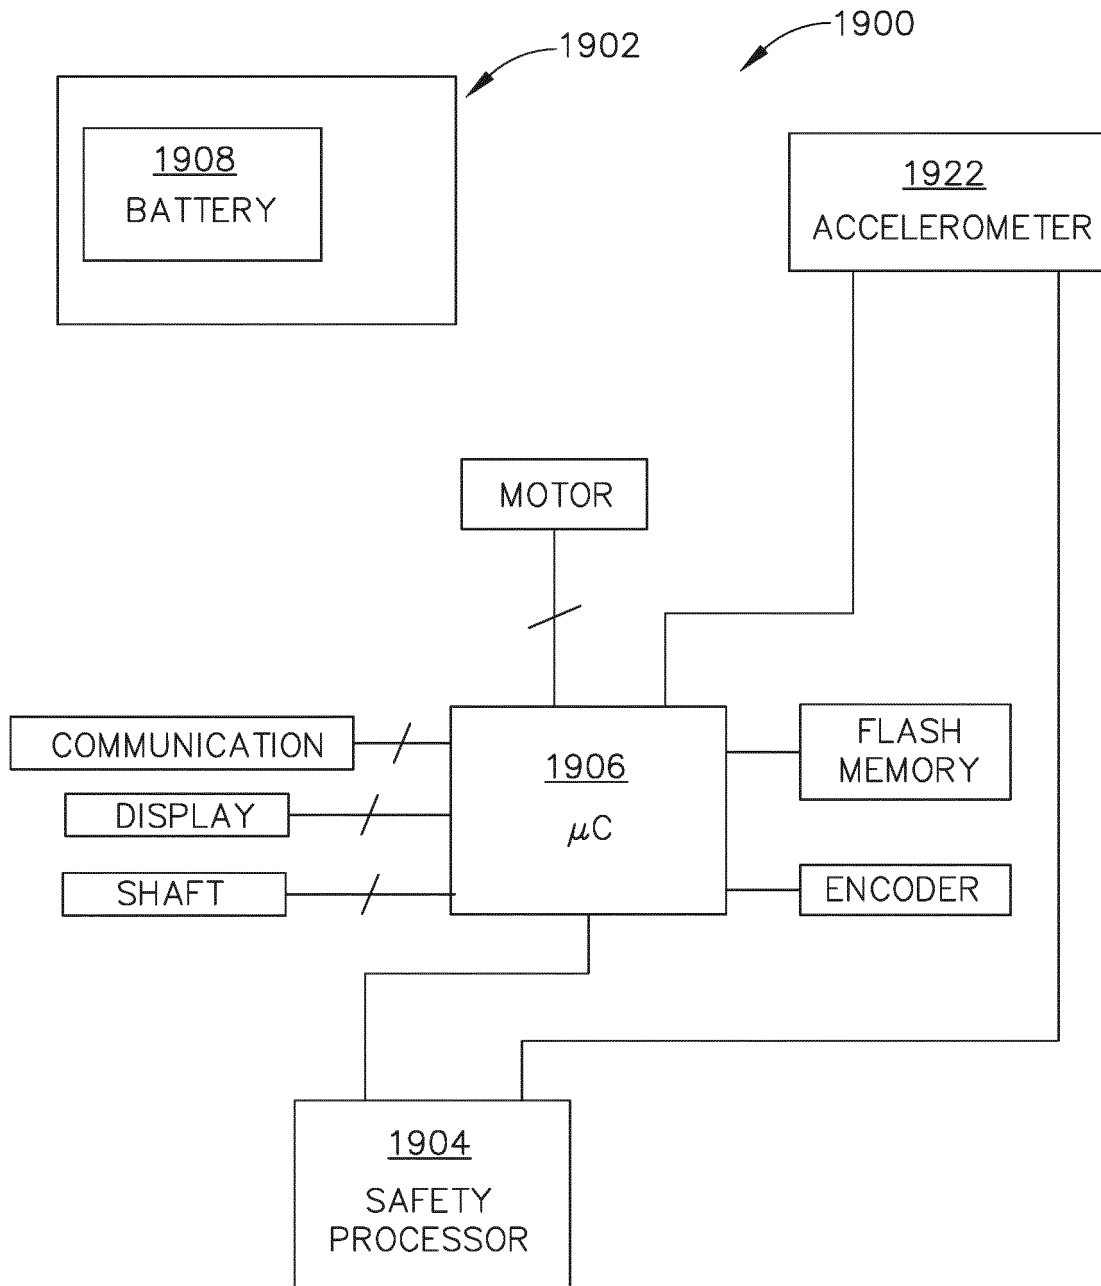 1902
1900
1908
BATTERY
1922
ACCELEROMETER
MOTOR
COMMUNICATION
DISPLAY
SHAFT
1906
μC
FLASH
MEMORY
ENCODER
1904
SAFETY
PROCESSOR